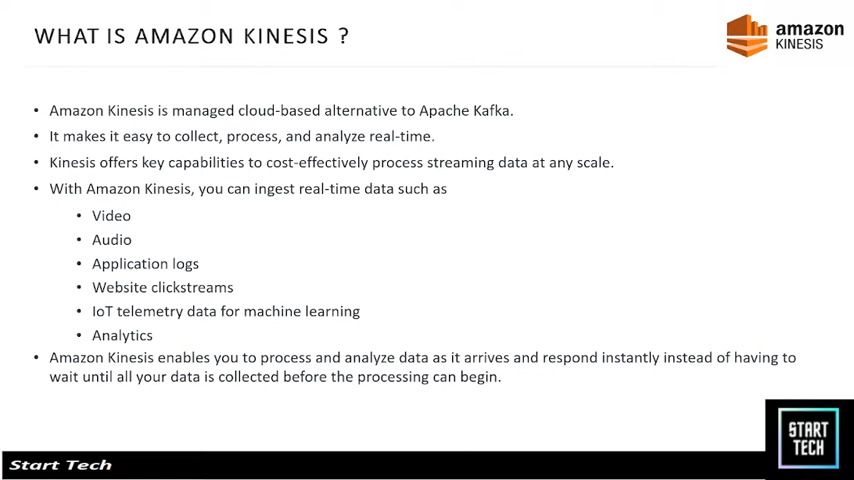 WHAT IS AMAZON KINESIS ?
amazon
KINESIS
• Amazon Kinesis is managed cloud-based alternative to Apache Kafka.
• It makes it easy to collect, process, and analyze real-time.
• Kinesis offers key capabilities to cost-effectively process streaming data at any scale.
• With Amazon Kinesis, you can ingest real-time data such as
• Video
• Audio
• Application logs
• Website clickstreams
• IoT telemetry data for machine learning
• Analytics
• Amazon Kinesis enables you to process and analyze data as it arrives and respond instantly instead of having to
wait until all your data is collected before the processing can begin.
Start Tech
START
TECH